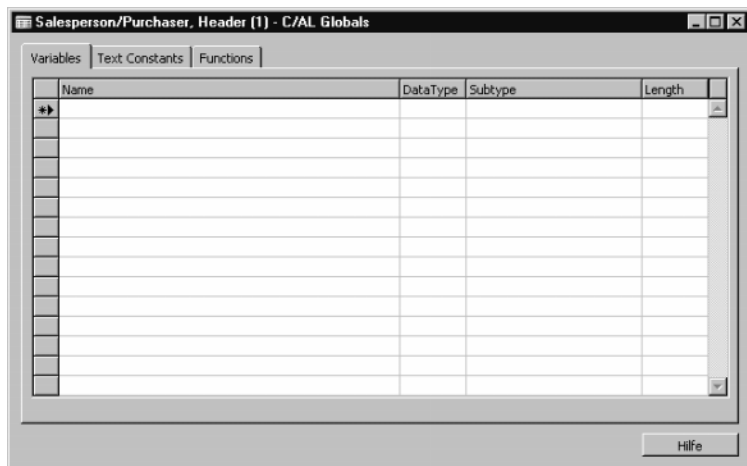 Salesperson/Purchaser, Header (1) - C/AL Globals
Variables Text Constants Functions
Name DataType Subtype Length
Hilfe